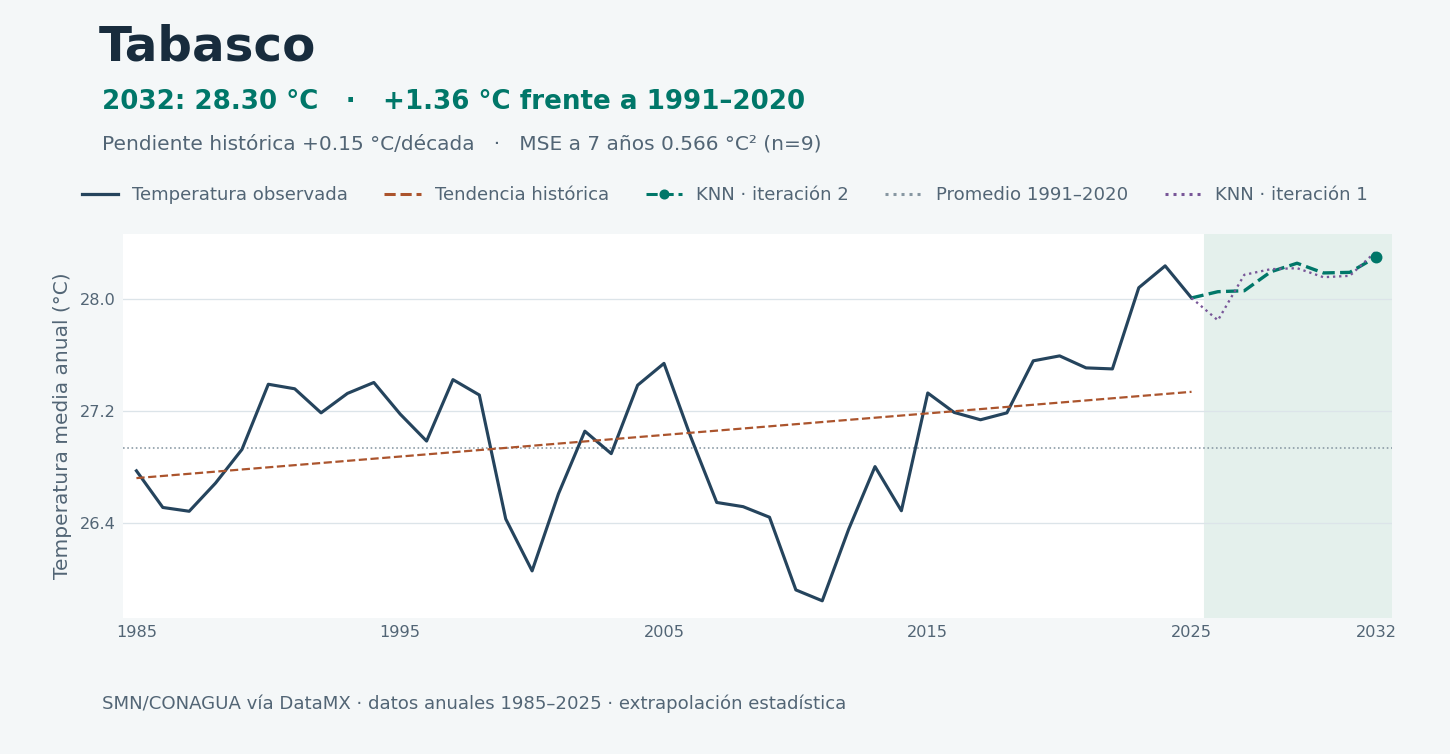 Tabasco
2032: 28.30 °C · +1.36 °C frente a 1991–2020
Pendiente histórica +0.15 °C/década · MSE a 7 años 0.566 °C² (n=9)
Temperatura observada
Tendencia histórica
KNN · iteración 2
Promedio 1991–2020
KNN · iteración 1
Temperatura media anual (°C)
28.0
27.2
26.4
1985
1995
2005
2015
2025
2032
SMN/CONAGUA vía DataMX · datos anuales 1985–2025 · extrapolación estadística